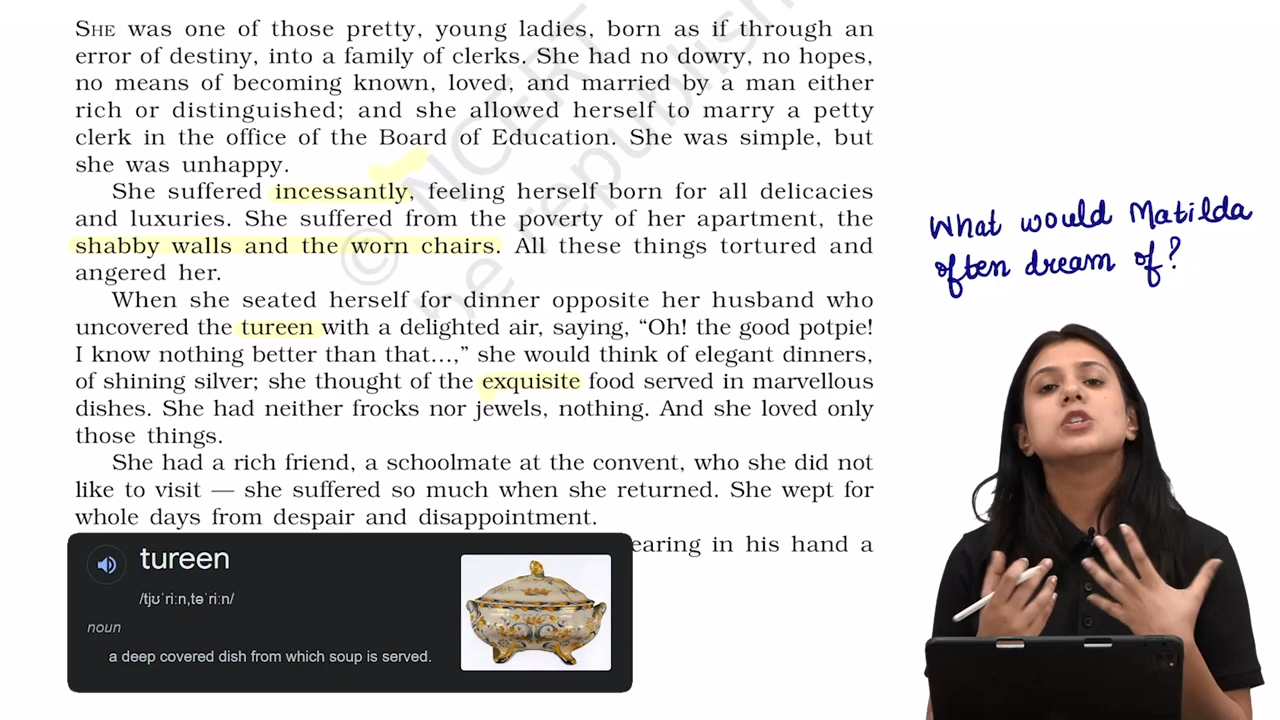 SHE was one of those pretty, young ladies, born as if through an
error of destiny, into a family of clerks. She had no dowry, no hopes,
no means of becoming known, loved, and married by a man either
rich or distinguished; and she allowed herself to marry a petty
clerk in the office of the Board of Education. She was simple, but
she was unhappy.
She suffered incessantly, feeling herself born for all delicacies
and luxuries. She suffered from the poverty of her apartment, the
shabby walls and the worn chairs. All these things tortured and
angered her.
When she seated herself for dinner opposite her husband who
uncovered the tureen with a delighted air, saying, “Oh! the good potpie!
I know nothing better than that...,” she would think of elegant dinners,
of shining silver; she thought of the exquisite food served in marvellous
dishes. She had neither frocks nor jewels, nothing. And she loved only
those things.
She had a rich friend, a schoolmate at the convent, who she did not
like to visit — she suffered so much when she returned. She wept for
whole days from despair and disappointment.
earing in his hand a
© NCERT
be republish
What would Matilda
often dream of?
tureen
/tjʊˈriːn,təˈriːn/
noun
a deep covered dish from which soup is served.